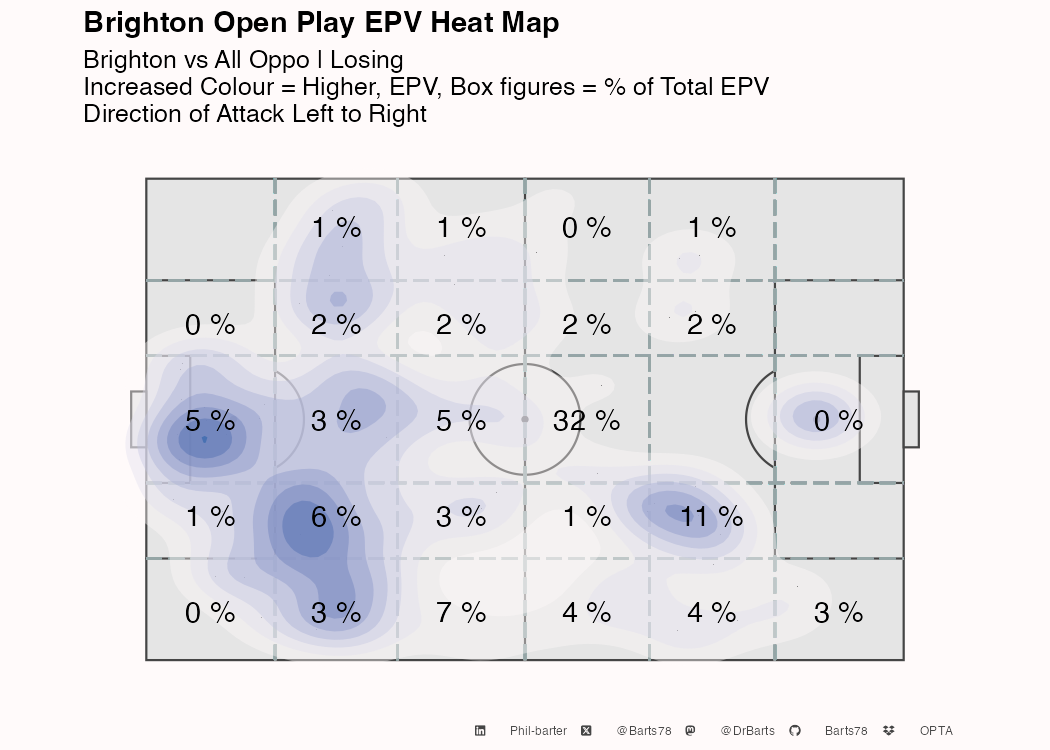 Brighton Open Play EPV Heat Map
Brighton vs All Oppo | Losing
Increased Colour = Higher, EPV, Box figures = % of Total EPV
Direction of Attack Left to Right
1 % 1 % 0 % 1 %
0 % 2 % 2 % 2 % 2 %
5 % 3 % 5 % 32 % 0 %
1 % 6 % 3 % 1 % 11 %
0 % 3 % 7 % 4 % 4 % 3 %
Phil-barter @Barts78 @DrBarts Barts78 OPTA